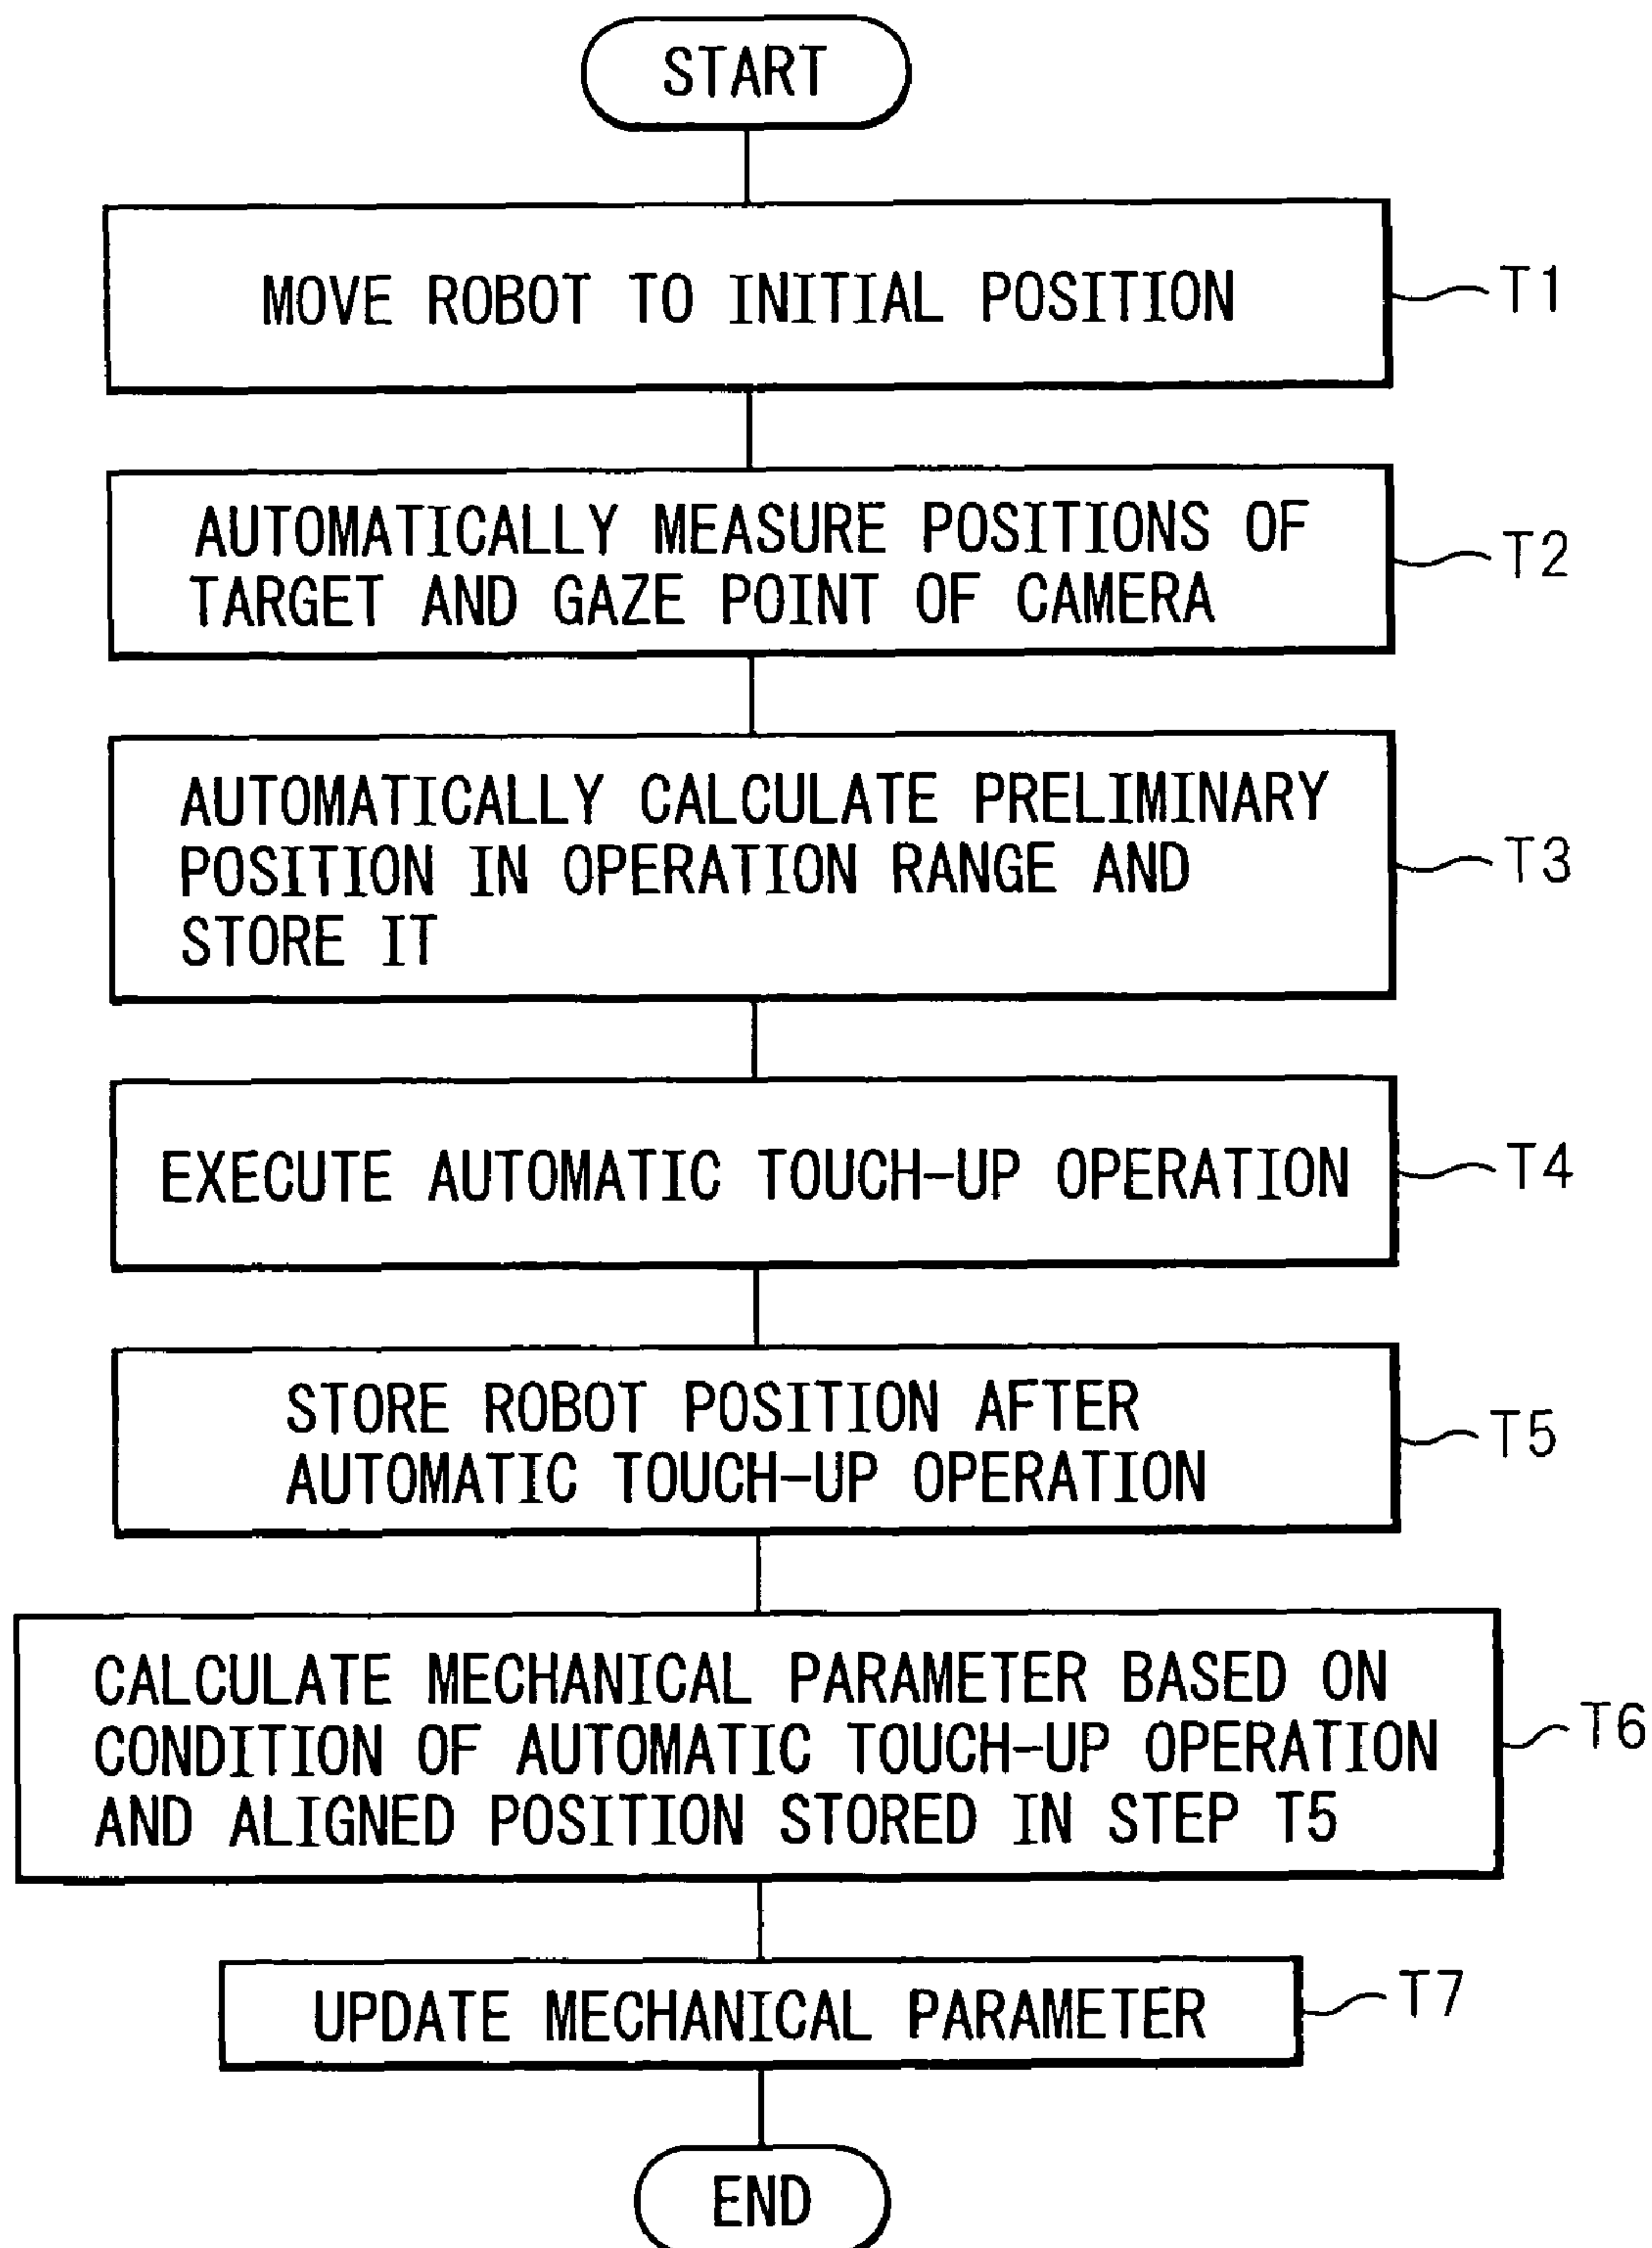 START
MOVE ROBOT TO INITIAL POSITION
T1
AUTOMATICALLY MEASURE POSITIONS OF
TARGET AND GAZE POINT OF CAMERA
T2
AUTOMATICALLY CALCULATE PRELIMINARY
POSITION IN OPERATION RANGE AND
STORE IT
T3
EXECUTE AUTOMATIC TOUCH-UP OPERATION
T4
STORE ROBOT POSITION AFTER
AUTOMATIC TOUCH-UP OPERATION
T5
CALCULATE MECHANICAL PARAMETER BASED ON
CONDITION OF AUTOMATIC TOUCH-UP OPERATION
AND ALIGNED POSITION STORED IN STEP T5
T6
UPDATE MECHANICAL PARAMETER
T7
END